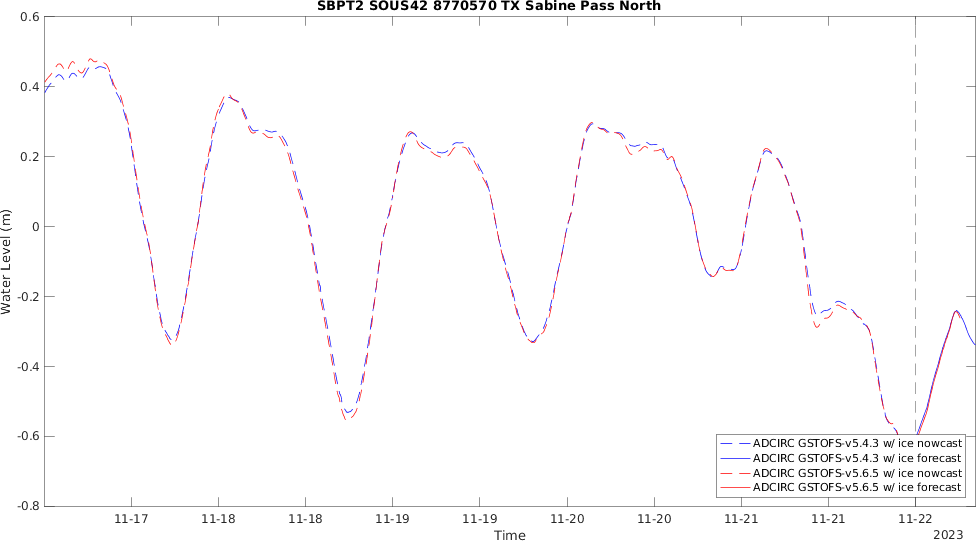 SBPT2 SOUS42 8770570 TX Sabine Pass North
0.6
0.4
0.2
0
-0.2
-0.4
-0.6
-0.8
Water Level (m)
ADCIRC GSTOFS-v5.4.3 w/ ice nowcast
ADCIRC GSTOFS-v5.4.3 w/ ice forecast
ADCIRC GSTOFS-v5.6.5 w/ ice nowcast
ADCIRC GSTOFS-v5.6.5 w/ ice forecast
11-17 11-18 11-18 11-19 11-19 11-20 11-20 11-21 11-21 11-22
Time
2023